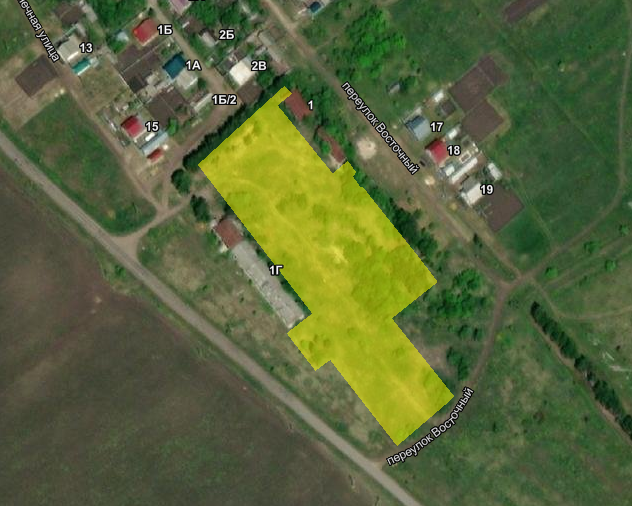 1Б
2Б
13
1А
2В
1Б/2
1
15
17
18
19
переулок Восточный
1Г
переулок Восточный